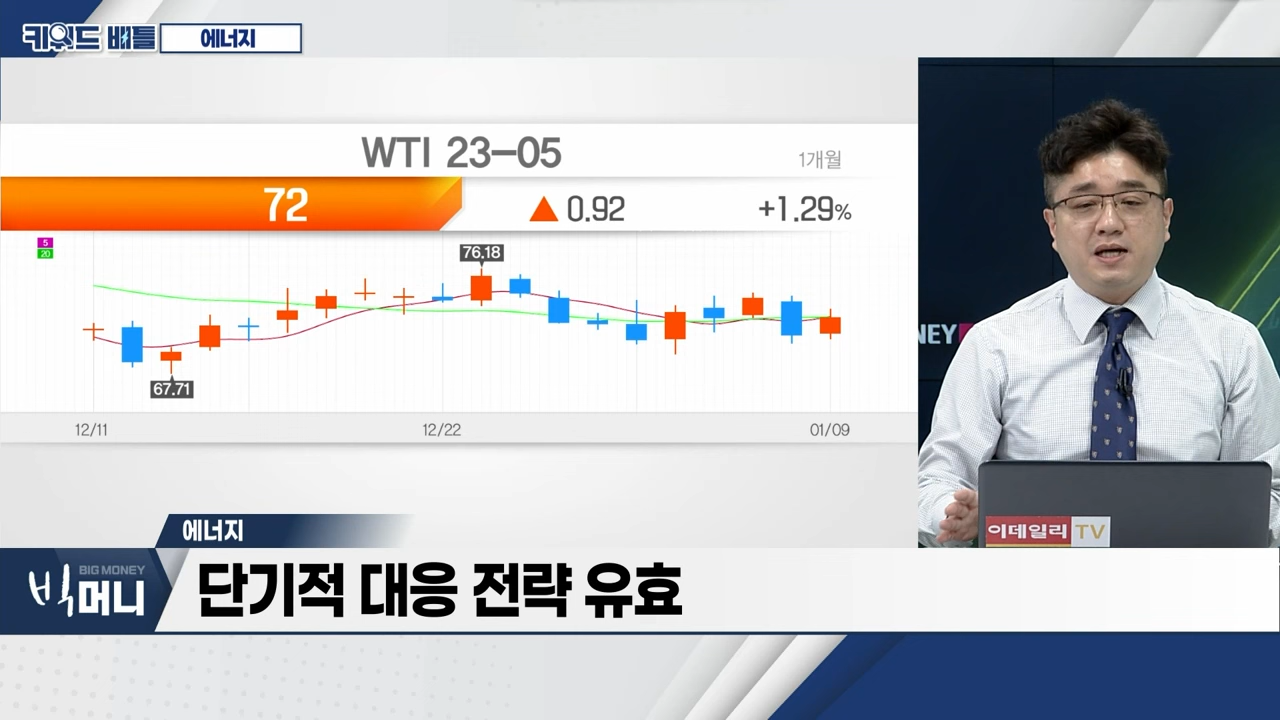 키워드 배틀 에너지
WTI 23-05
1개월
72 ▲ 0.92 +1.29%
5
20
76.18
67.71
12/11 12/22 01/09
NEY
이데일리 TV
에너지
BIG MONEY
빅머니
단기적 대응 전략 유효